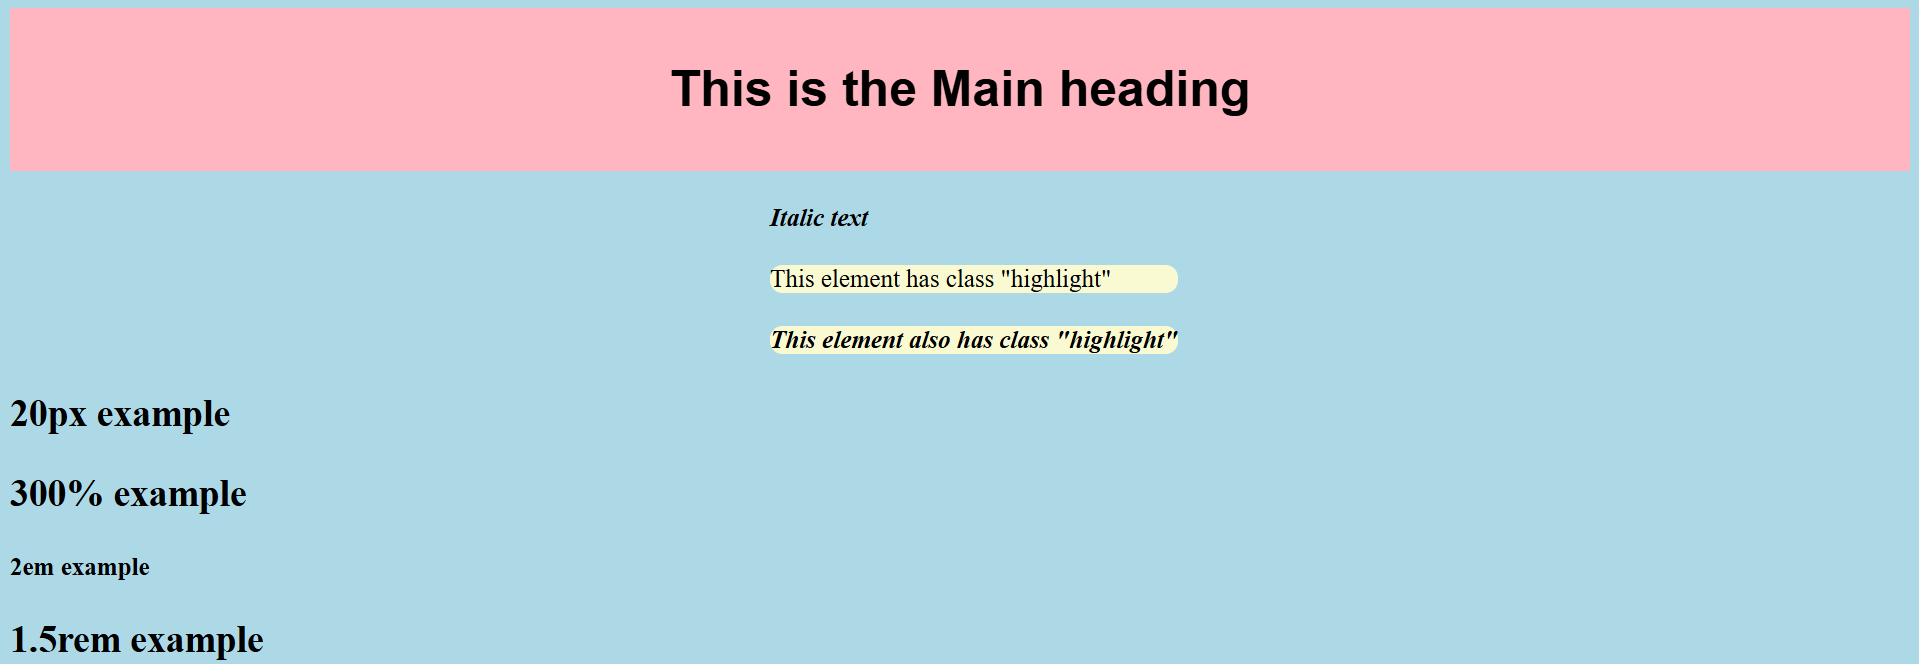 This is the Main heading
Italic text
This element has class "highlight"
This element also has class "highlight"
20px example
300% example
2em example
1.5rem example